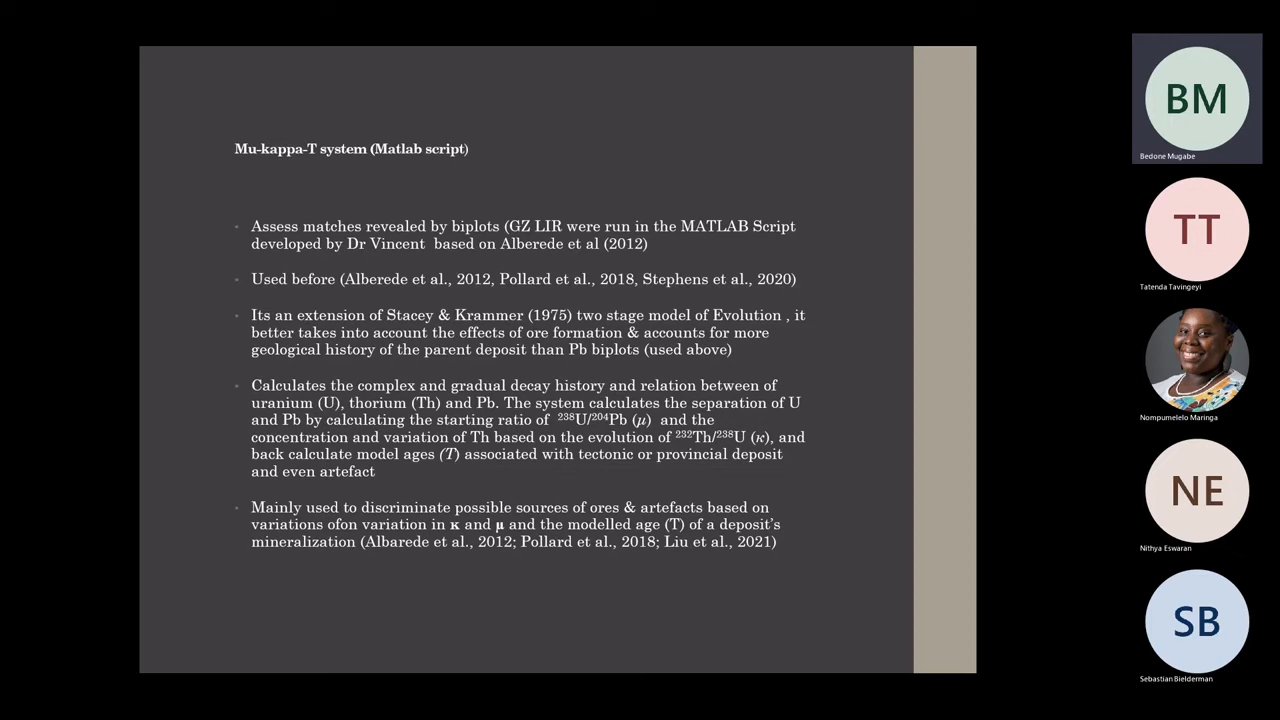 Mu-kappa-T system (Matlab script)
Assess matches revealed by biplots (GZ LIR were run in the MATLAB Script
developed by Dr Vincent based on Alberede et al (2012)
Used before (Alberede et al., 2012, Pollard et al., 2018, Stephens et al., 2020)
Its an extension of Stacey & Krammer (1975) two stage model of Evolution , it
better takes into account the effects of ore formation & accounts for more
geological history of the parent deposit than Pb biplots (used above)
Calculates the complex and gradual decay history and relation between of
uranium (U), thorium (Th) and Pb. The system calculates the separation of U
and Pb by calculating the starting ratio of ²³⁸U/²⁰⁴Pb (μ) and the
concentration and variation of Th based on the evolution of ²³²Th/²³⁸U (κ), and
back calculate model ages (T) associated with tectonic or provincial deposit
and even artefact
Mainly used to discriminate possible sources of ores & artefacts based on
variations ofon variation in κ and μ and the modelled age (T) of a deposit's
mineralization (Albarede et al., 2012; Pollard et al., 2018; Liu et al., 2021)
BM
Bedone Mugabe
TT
Tatenda Tavingeyi
Nompumelelo Maringa
NE
Nithya Eswaran
SB
Sebastian Bielderman